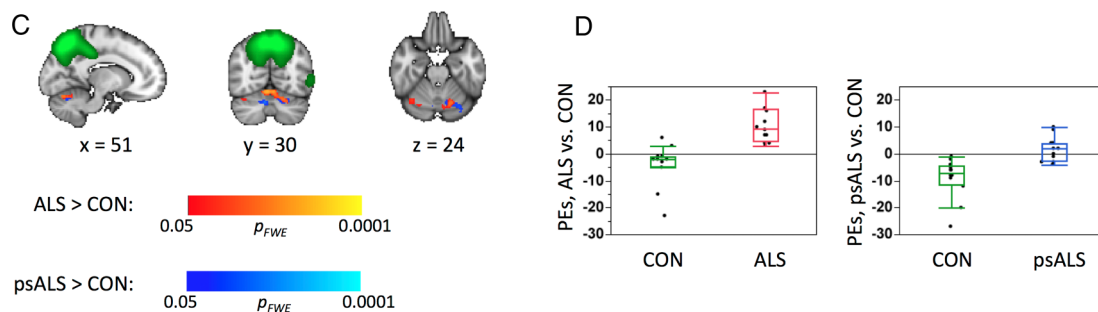 C
x = 51
y = 30
z = 24
ALS > CON:
0.05
pFWE
0.0001
psALS > CON:
0.05
pFWE
0.0001
D
PEs, ALS vs. CON
20
10
0
-10
-20
-30
CON
ALS
PEs, psALS vs. CON
20
10
0
-10
-20
-30
CON
psALS